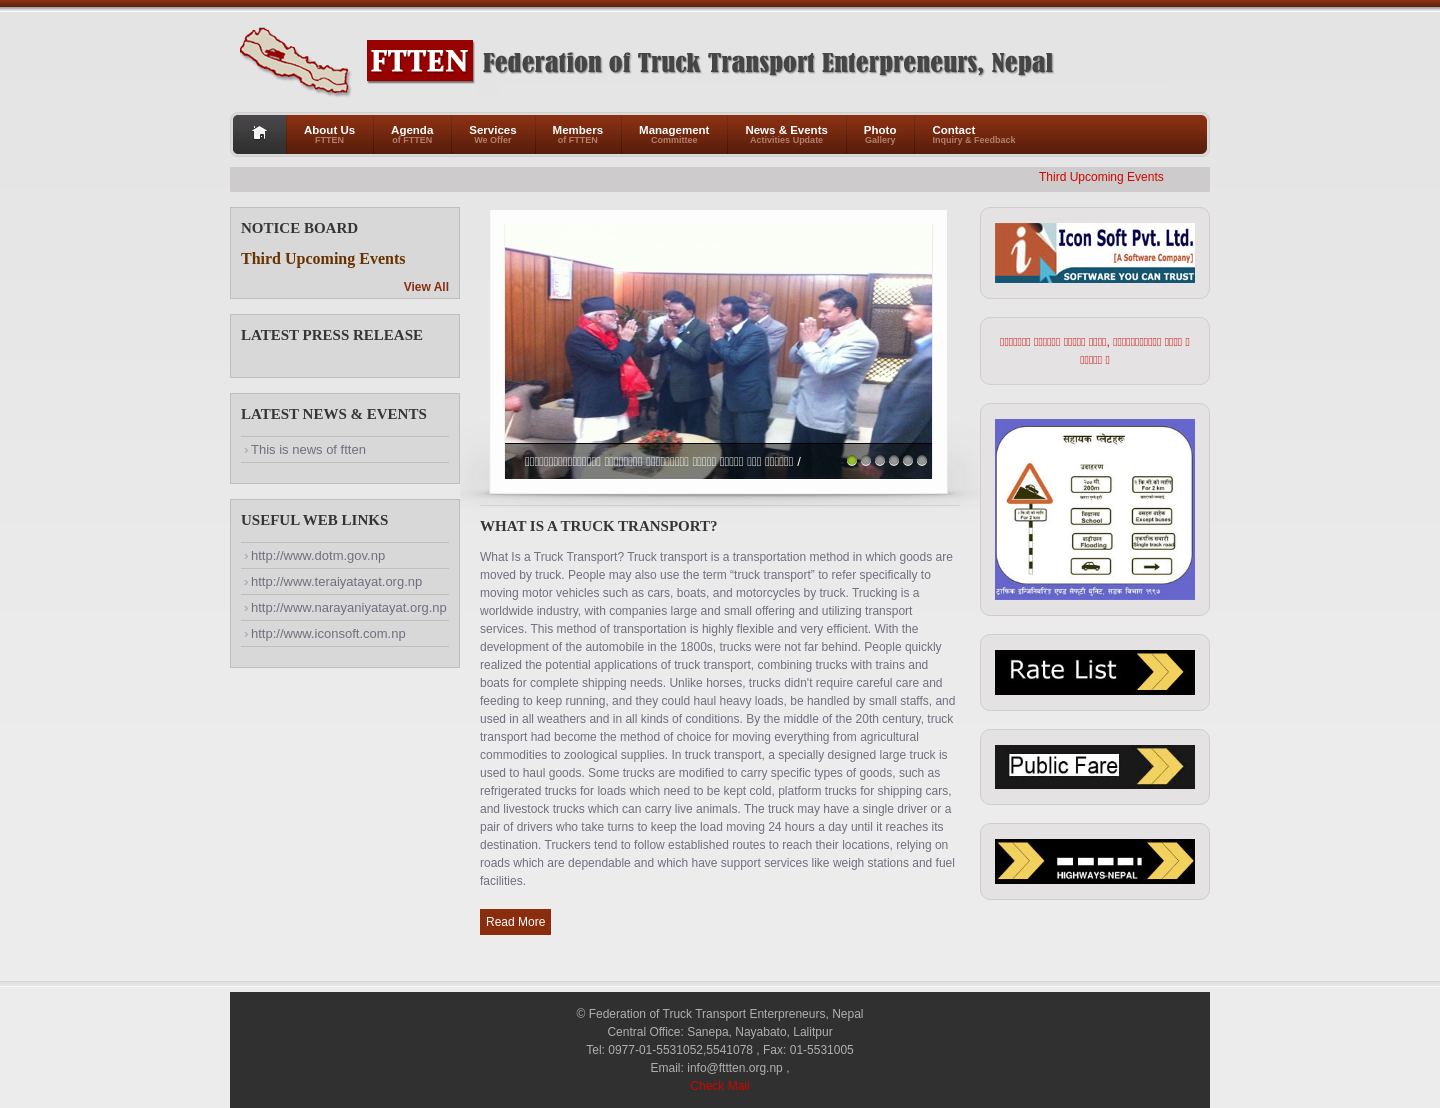 FTTEN Federation of Truck Transport Enterpreneurs, Nepal
About Us
FTTEN
Agenda
of FTTEN
Services
We Offer
Members
of FTTEN
Management
Committee
News & Events
Activities Update
Photo
Gallery
Contact
Inquiry & Feedback
Third Upcoming Events
NOTICE BOARD
Third Upcoming Events
View All
LATEST PRESS RELEASE
LATEST NEWS & EVENTS
› This is news of ftten
USEFUL WEB LINKS
› http://www.dotm.gov.np
› http://www.teraiyatayat.org.np
› http://www.narayaniyatayat.org.np
› http://www.iconsoft.com.np
WHAT IS A TRUCK TRANSPORT?
What Is a Truck Transport? Truck transport is a transportation method in which goods are
moved by truck. People may also use the term “truck transport” to refer specifically to
moving motor vehicles such as cars, boats, and motorcycles by truck. Trucking is a
worldwide industry, with companies large and small offering and utilizing transport
services. This method of transportation is highly flexible and very efficient. With the
development of the automobile in the 1800s, trucks were not far behind. People quickly
realized the potential applications of truck transport, combining trucks with trains and
boats for complete shipping needs. Unlike horses, trucks didn't require careful care and
feeding to keep running, and they could haul heavy loads, be handled by small staffs, and
used in all weathers and in all kinds of conditions. By the middle of the 20th century, truck
transport had become the method of choice for moving everything from agricultural
commodities to zoological supplies. In truck transport, a specially designed large truck is
used to haul goods. Some trucks are modified to carry specific types of goods, such as
refrigerated trucks for loads which need to be kept cold, platform trucks for shipping cars,
and livestock trucks which can carry live animals. The truck may have a single driver or a
pair of drivers who take turns to keep the load moving 24 hours a day until it reaches its
destination. Truckers tend to follow established routes to reach their locations, relying on
roads which are dependable and which have support services like weigh stations and fuel
facilities.
Read More
Icon Soft Pvt. Ltd.
[A Software Company]
SOFTWARE YOU CAN TRUST
सहायक प्लेटहरू
उदाहरण
२०० मी.
200m
१ कि मी को लागि
For 2 km
For 2 km
विद्यालय
School
बसहरू बाहेक
Except buses
बाढीग्रस्त
Flooding
एकपंक्ति सवारी
Single track road
ट्राफिक इन्जिनियरिङ एण्ड सेफ्टी युनिट, सडक विभाग १९९७
Rate List
Public Fare
HIGHWAYS-NEPAL
© Federation of Truck Transport Enterpreneurs, Nepal
Central Office: Sanepa, Nayabato, Lalitpur
Tel: 0977-01-5531052,5541078 , Fax: 01-5531005
Email: info@fttten.org.np ,
Check Mail